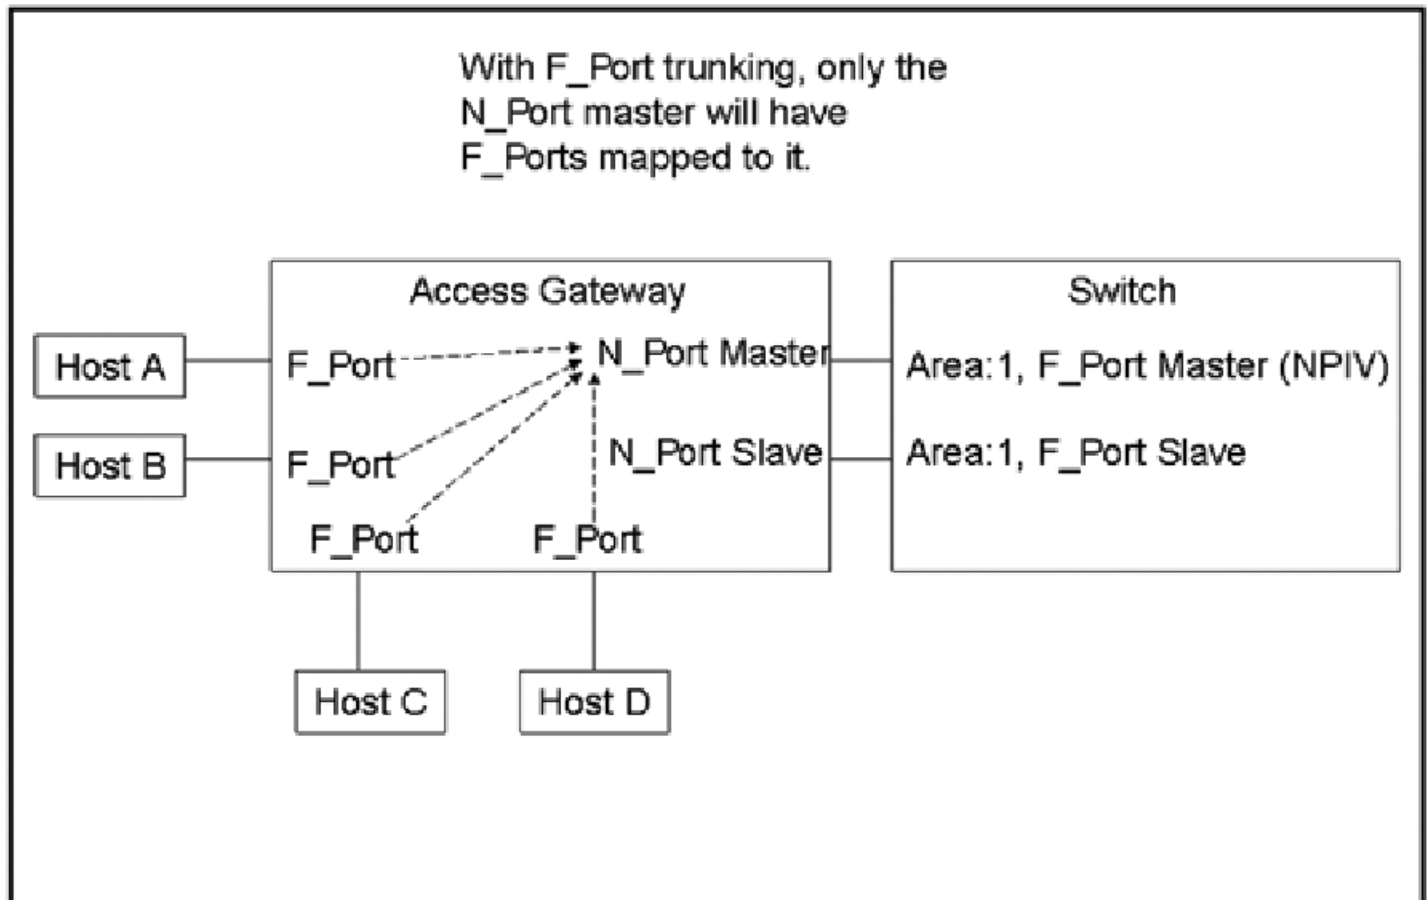 With F_Port trunking, only the
N_Port master will have
F_Ports mapped to it.
Access Gateway
Switch
Host A
F_Port
N_Port Master
Area:1, F_Port Master (NPIV)
Host B
F_Port
N_Port Slave
Area:1, F_Port Slave
F_Port
F_Port
Host C
Host D